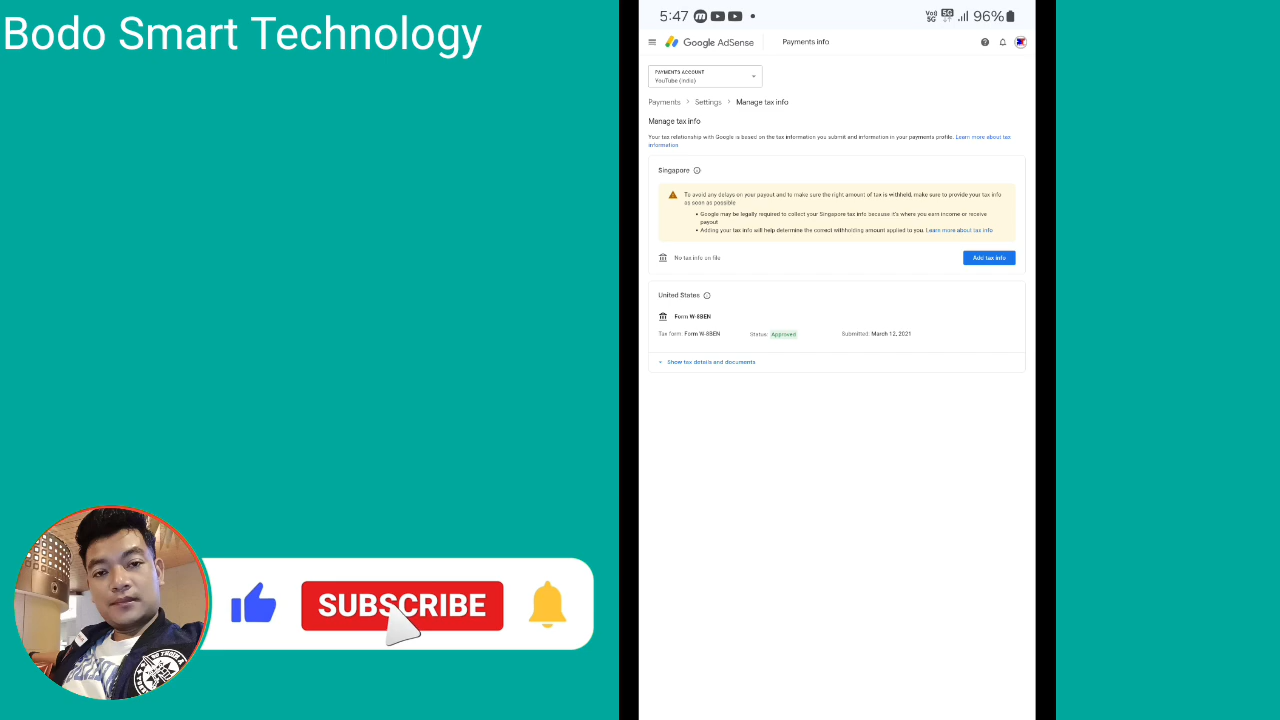 Bodo Smart Technology
SUBSCRIBE
5:47
Vo))
5G
5G
96%
Google AdSense
Payments info
PAYMENTS ACCOUNT
YouTube (India)
Payments > Settings > Manage tax info
Manage tax info
Your tax relationship with Google is based on the tax information you submit and information in your payments profile. Learn more about tax
information.
Singapore
To avoid any delays on your payout and to make sure the right amount of tax is withheld, make sure to provide your tax info
as soon as possible
• Google may be legally required to collect your Singapore tax info because it's where you earn income or receive
payout
• Adding your tax info will help determine the correct withholding amount applied to you. Learn more about tax info
No tax info on file
Add tax info
United States
Form W-8BEN
Tax form: Form W-8BEN
Status: Approved
Submitted: March 12, 2021
Show tax details and documents